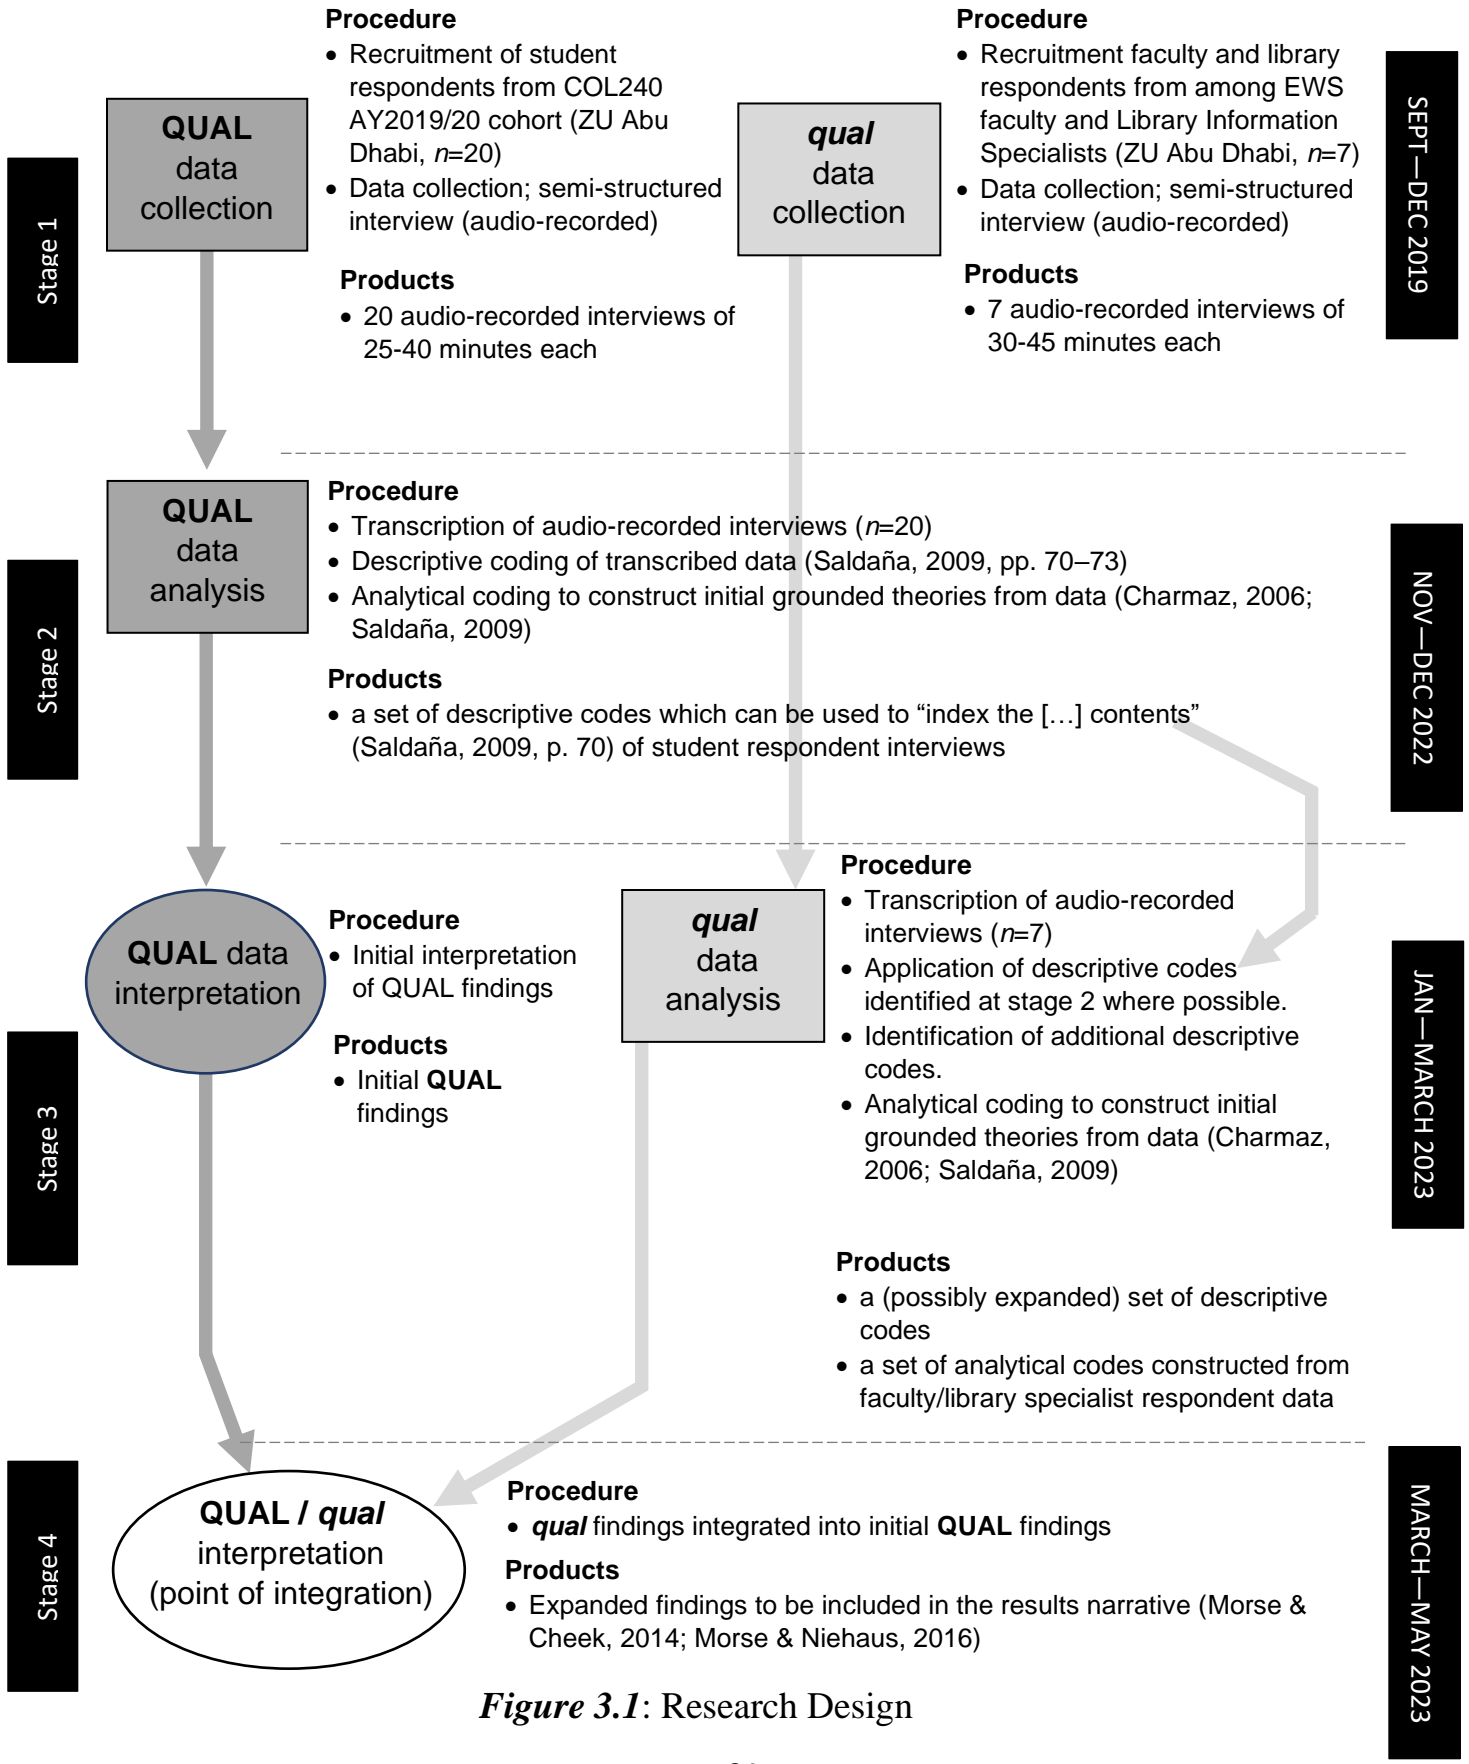 Stage 1
QUAL
data
collection
Procedure
• Recruitment of student
respondents from COL240
AY2019/20 cohort (ZU Abu
Dhabi, n=20)
• Data collection; semi-structured
interview (audio-recorded)
Products
• 20 audio-recorded interviews of
25-40 minutes each
qual
data
collection
Procedure
• Recruitment faculty and library
respondents from among EWS
faculty and Library Information
Specialists (ZU Abu Dhabi, n=7)
• Data collection; semi-structured
interview (audio-recorded)
Products
• 7 audio-recorded interviews of
30-45 minutes each
SEPT—DEC 2019
Stage 2
QUAL
data
analysis
Procedure
• Transcription of audio-recorded interviews (n=20)
• Descriptive coding of transcribed data (Saldaña, 2009, pp. 70–73)
• Analytical coding to construct initial grounded theories from data (Charmaz, 2006;
Saldaña, 2009)
Products
• a set of descriptive codes which can be used to “index the […] contents”
(Saldaña, 2009, p. 70) of student respondent interviews
NOV—DEC 2022
Stage 3
QUAL data
interpretation
Procedure
• Initial interpretation
of QUAL findings
Products
• Initial QUAL
findings
qual
data
analysis
Procedure
• Transcription of audio-recorded
interviews (n=7)
• Application of descriptive codes
identified at stage 2 where possible.
• Identification of additional descriptive
codes.
• Analytical coding to construct initial
grounded theories from data (Charmaz,
2006; Saldaña, 2009)
Products
• a (possibly expanded) set of descriptive
codes
• a set of analytical codes constructed from
faculty/library specialist respondent data
JAN—MARCH 2023
Stage 4
QUAL / qual
interpretation
(point of integration)
Procedure
• qual findings integrated into initial QUAL findings
Products
• Expanded findings to be included in the results narrative (Morse &
Cheek, 2014; Morse & Niehaus, 2016)
MARCH—MAY 2023
Figure 3.1: Research Design